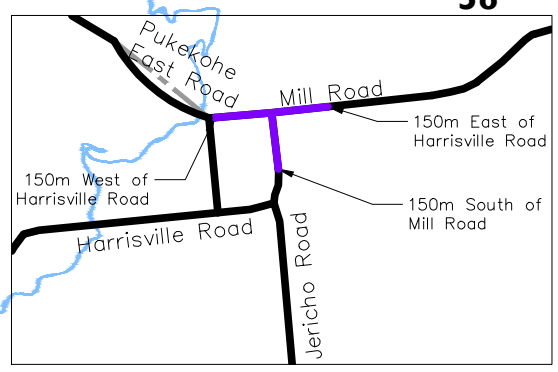 Pukekohe
East Road
Mill Road
150m East of
Harrisville Road
150m West of
Harrisville Road
150m South of
Mill Road
Harrisville Road
Jericho Road